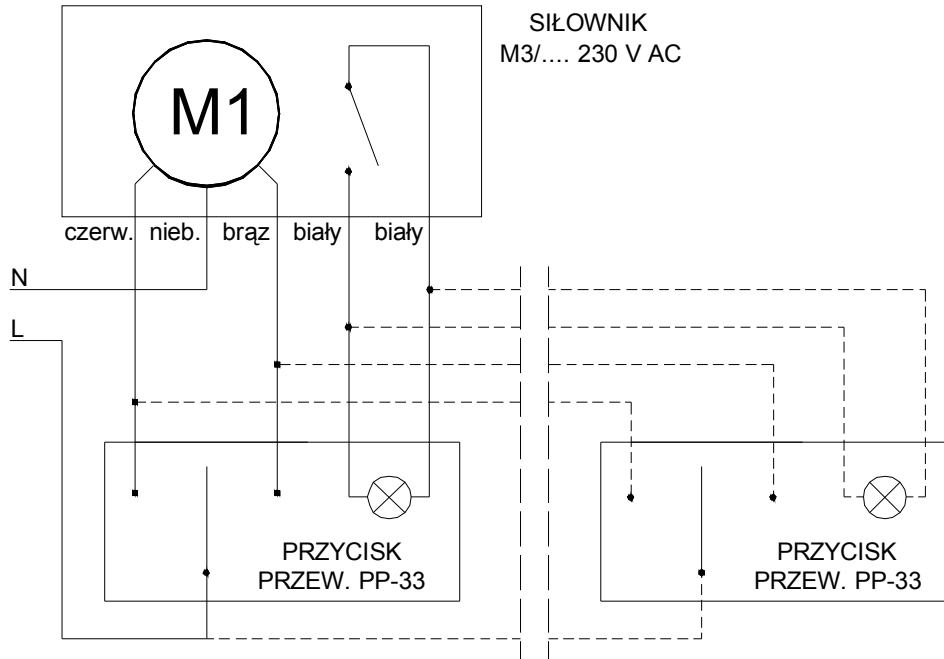 SIŁOWNIK
M3/.... 230 V AC
M1
czerw. nieb. brąz biały biały
N
L
PRZYCISK
PRZEW. PP-33
PRZYCISK
PRZEW. PP-33